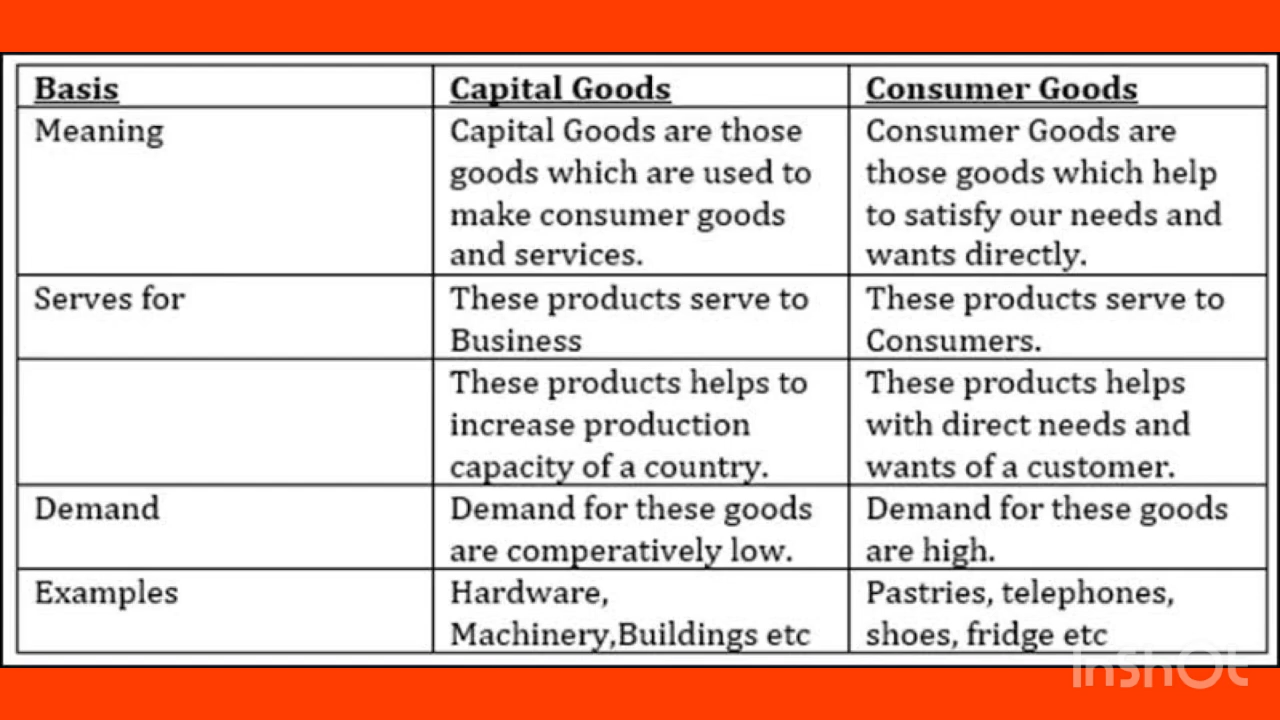 Basis
Capital Goods
Consumer Goods
Meaning
Capital Goods are those
goods which are used to
make consumer goods
and services.
Consumer Goods are
those goods which help
to satisfy our needs and
wants directly.
Serves for
These products serve to
Business
These products serve to
Consumers.
These products helps to
increase production
capacity of a country.
These products helps
with direct needs and
wants of a customer.
Demand
Demand for these goods
are comperatively low.
Demand for these goods
are high.
Examples
Hardware,
Machinery,Buildings etc
Pastries, telephones,
shoes, fridge etc
InShOt